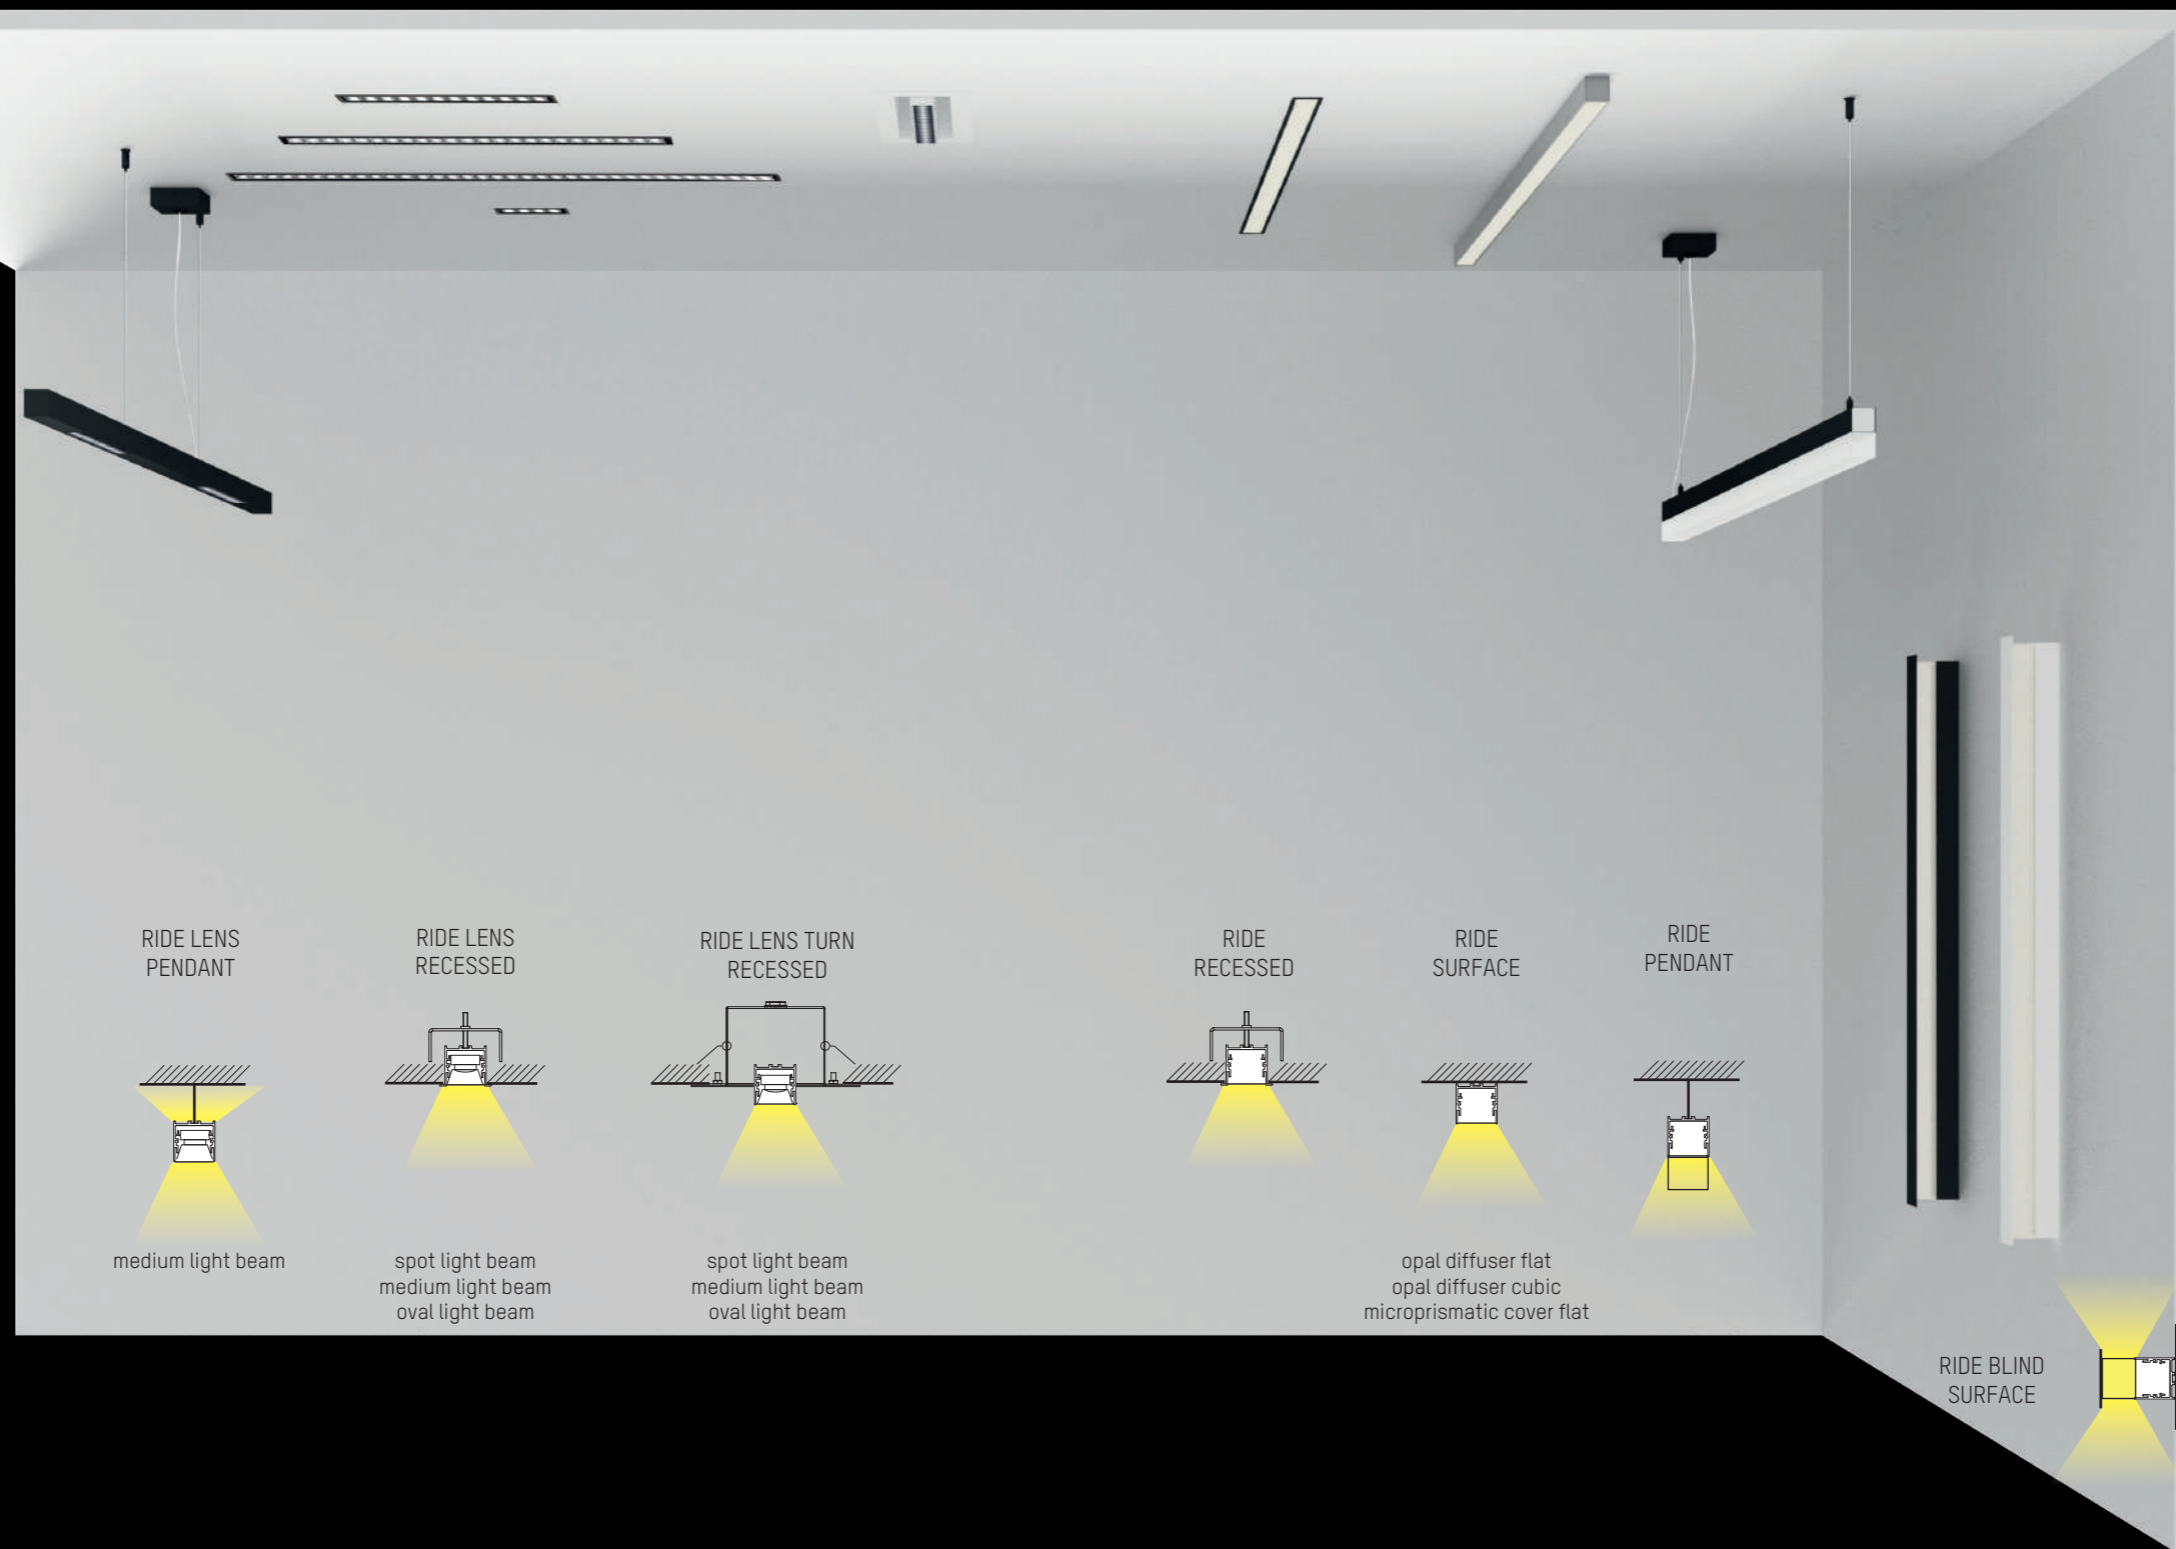 RIDE LENS
PENDANT
medium light beam
RIDE LENS
RECESSED
spot light beam
medium light beam
oval light beam
RIDE LENS TURN
RECESSED
spot light beam
medium light beam
oval light beam
RIDE
RECESSED
RIDE
SURFACE
opal diffuser flat
opal diffuser cubic
microprismatic cover flat
RIDE
PENDANT
RIDE BLIND
SURFACE